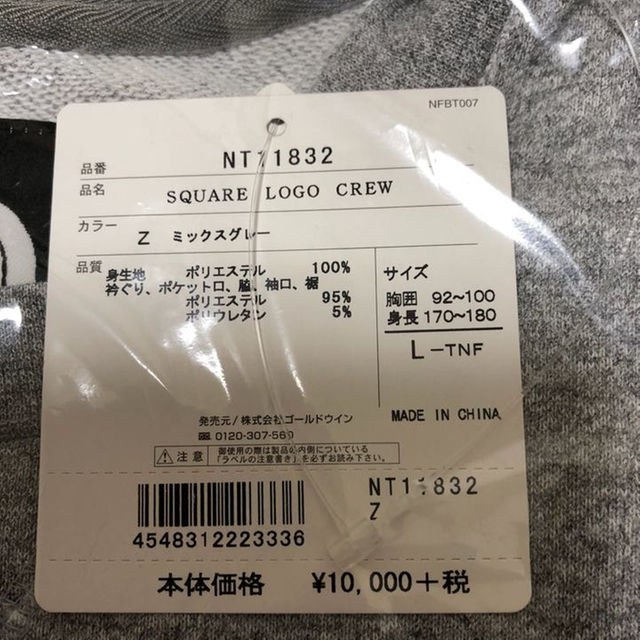 NFBT007
品番 NT11832
品名 SQUARE LOGO CREW
カラー Z ミックスグレー
品質 身生地 ポリエステル 100%
衿ぐり、ポケット口、脇、袖口、裾
ポリエステル 95%
ポリウレタン 5%
サイズ
胸囲 92~100
身長 170~180
L-TNF
発売元/株式会社ゴールドウイン
0120-307-560
MADE IN CHINA
注意 御使用の際は製品の内側についている
「ラベルの注意書き」を必ずお読み下さい。
NT11832
Z
4548312223336
本体価格 ¥10,000+税